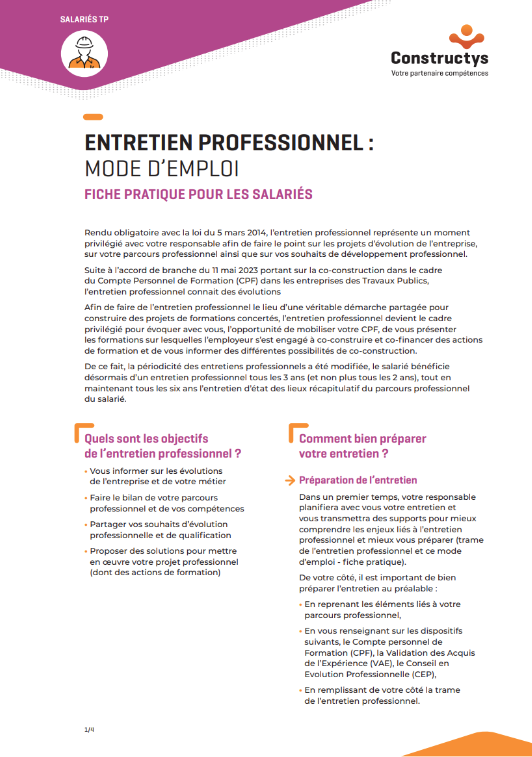 SALARIÉS TP
Constructys
Votre partenaire compétences
ENTRETIEN PROFESSIONNEL :
MODE D'EMPLOI
FICHE PRATIQUE POUR LES SALARIÉS
Rendu obligatoire avec la loi du 5 mars 2014, l'entretien professionnel représente un moment
privilégié avec votre responsable afin de faire le point sur les projets d'évolution de l'entreprise,
sur votre parcours professionnel ainsi que sur vos souhaits de développement professionnel.
Suite à l'accord de branche du 11 mai 2023 portant sur la co-construction dans le cadre
du Compte Personnel de Formation (CPF) dans les entreprises des Travaux Publics,
l'entretien professionnel connait des évolutions
Afin de faire de l'entretien professionnel le lieu d'une véritable démarche partagée pour
construire des projets de formations concertés, l'entretien professionnel devient le cadre
privilégié pour évoquer avec vous, l'opportunité de mobiliser votre CPF, de vous présenter
les formations sur lesquelles l'employeur s'est engagé à co-construire et co-financer des actions
de formation et de vous informer des différentes possibilités de co-construction.
De ce fait, la périodicité des entretiens professionnels a été modifiée, le salarié bénéficie
désormais d'un entretien professionnel tous les 3 ans (et non plus tous les 2 ans), tout en
maintenant tous les six ans l'entretien d'état des lieux récapitulatif du parcours professionnel
du salarié.
Quels sont les objectifs
de l'entretien professionnel ?
• Vous informer sur les évolutions
de l'entreprise et de votre métier
• Faire le bilan de votre parcours
professionnel et de vos compétences
• Partager vos souhaits d'évolution
professionnelle et de qualification
• Proposer des solutions pour mettre
en œuvre votre projet professionnel
(dont des actions de formation)
Comment bien préparer
votre entretien ?
→ Préparation de l'entretien
Dans un premier temps, votre responsable
planifiera avec vous votre entretien et
vous transmettra des supports pour mieux
comprendre les enjeux liés à l'entretien
professionnel et mieux vous préparer (trame
de l'entretien professionnel et ce mode
d'emploi - fiche pratique).
De votre côté, il est important de bien
préparer l'entretien au préalable :
• En reprenant les éléments liés à votre
parcours professionnel,
• En vous renseignant sur les dispositifs
suivants, le Compte personnel de
Formation (CPF), la Validation des Acquis
de l'Expérience (VAE), le Conseil en
Evolution Professionnelle (CEP),
• En remplissant de votre côté la trame
de l'entretien professionnel.
1/4